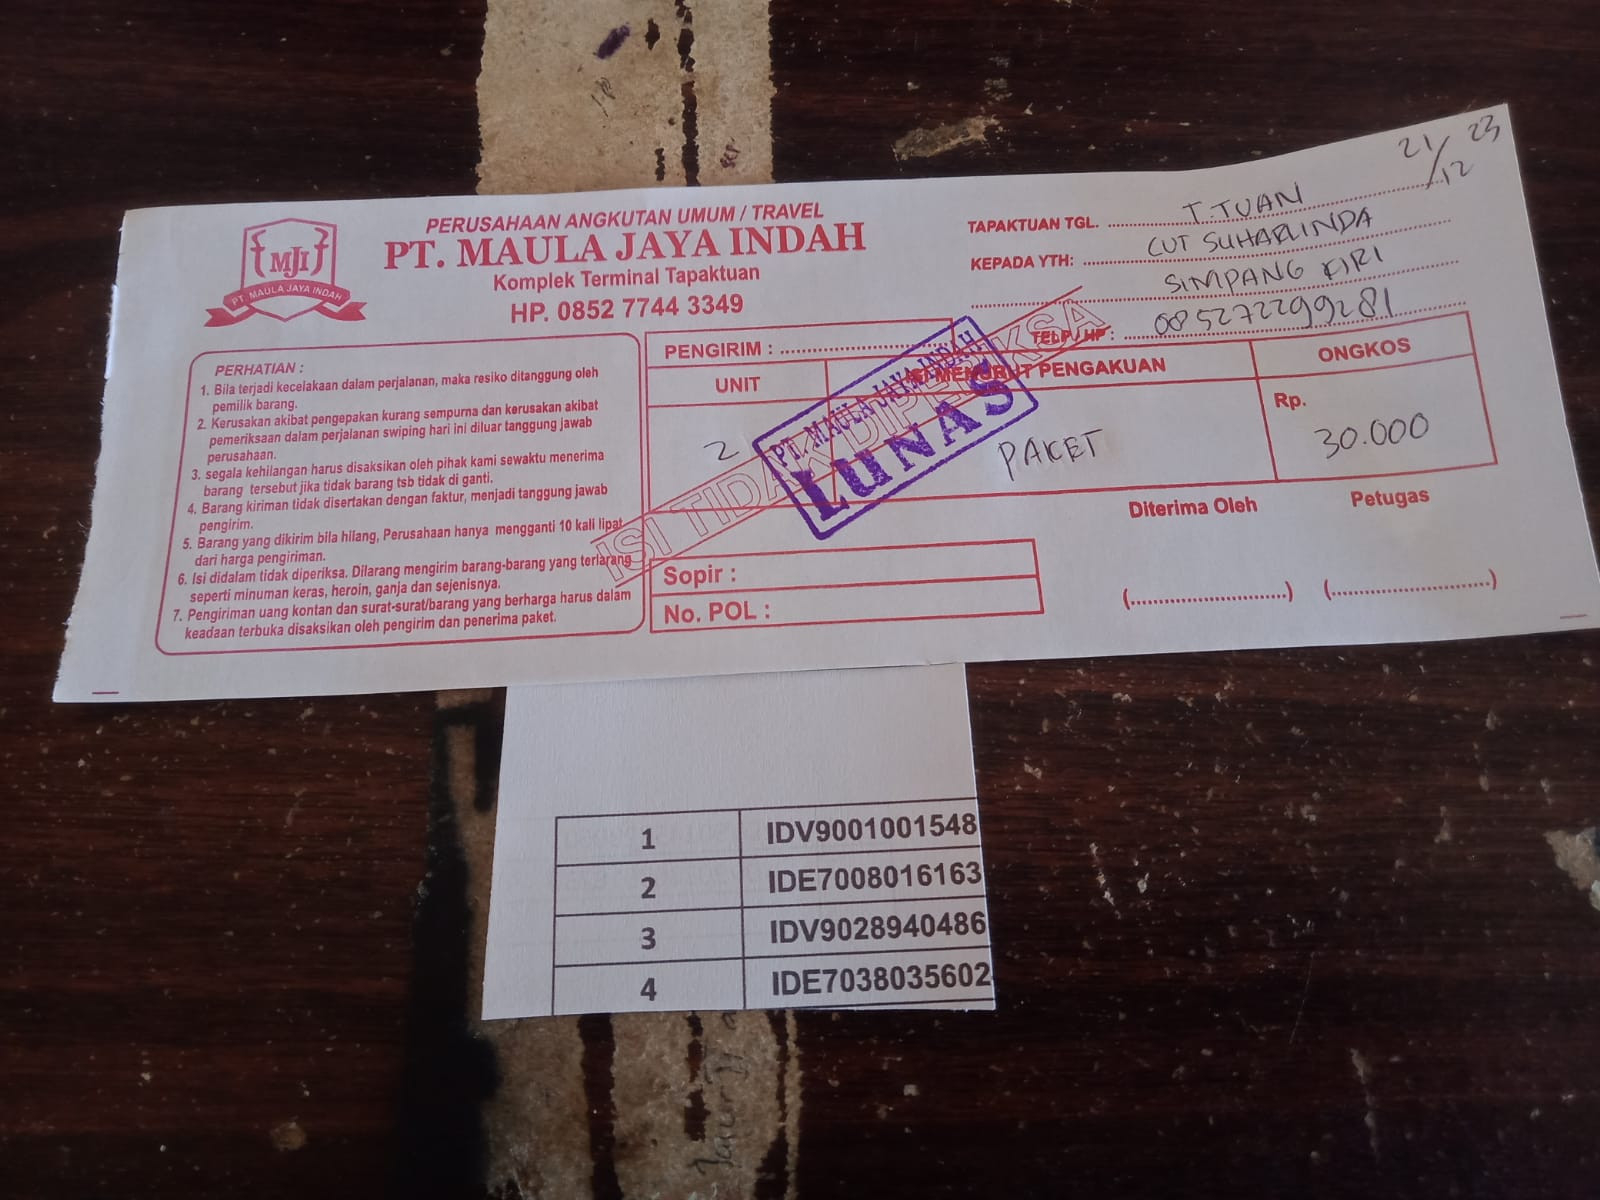 21/12 23
MJI
PT. MAULA JAYA INDAH
PERUSAHAAN ANGKUTAN UMUM / TRAVEL
PT. MAULA JAYA INDAH
Komplek Terminal Tapaktuan
HP. 0852 7744 3349
TAPAKTUAN TGL. T.TUAN
KEPADA YTH: CUT SUHARLINDA
SIMPANG KIRI
TELP / HP : 085272299281
PERHATIAN :
1. Bila terjadi kecelakaan dalam perjalanan, maka resiko ditanggung oleh
pemilik barang.
2. Kerusakan akibat pengepakan kurang sempurna dan kerusakan akibat
pemeriksaan dalam perjalanan swiping hari ini diluar tanggung jawab
perusahaan.
3. segala kehilangan harus disaksikan oleh pihak kami sewaktu menerima
barang tersebut jika tidak barang tsb tidak di ganti.
4. Barang kiriman tidak disertakan dengan faktur, menjadi tanggung jawab
pengirim.
5. Barang yang dikirim bila hilang, Perusahaan hanya mengganti 10 kali lipat
dari harga pengiriman.
6. Isi didalam tidak diperiksa. Dilarang mengirim barang-barang yang terlarang
seperti minuman keras, heroin, ganja dan sejenisnya.
7. Pengiriman uang kontan dan surat-surat/barang yang berharga harus dalam
keadaan terbuka disaksikan oleh pengirim dan penerima paket.
PENGIRIM :
UNIT
ISI MENURUT PENGAKUAN
ONGKOS
2
PAKET
Rp.
30.000
ISI TIDAK DIPERIKSA
PT. MAULA JAYA INDAH
LUNAS
Sopir :
No. POL :
Diterima Oleh
Petugas
(..............................)
(..............................)
1 IDV9001001548
2 IDE7008016163
3 IDV9028940486
4 IDE7038035602